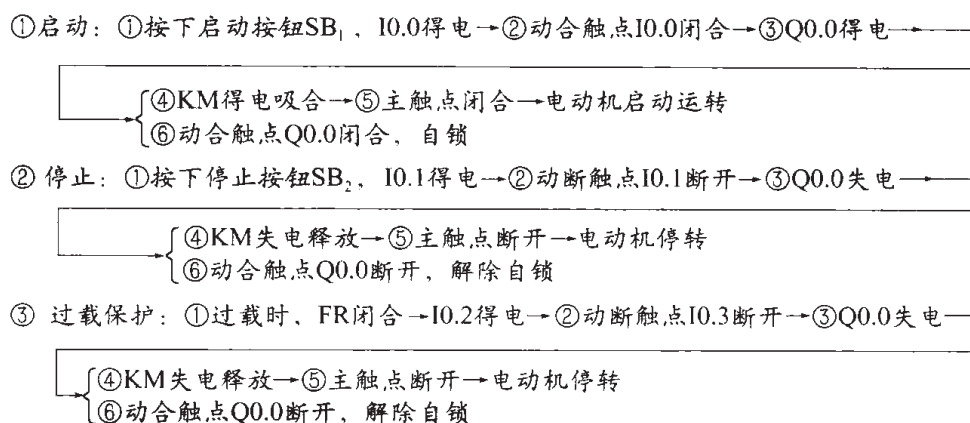 ①启动：①按下启动按钮SB₁，I0.0得电→②动合触点I0.0闭合→③Q0.0得电→
④KM得电吸合→⑤主触点闭合→电动机启动运转
⑥动合触点Q0.0闭合，自锁
②停止：①按下停止按钮SB₂，I0.1得电→②动断触点I0.1断开→③Q0.0失电→
④KM失电释放→⑤主触点断开→电动机停转
⑥动合触点Q0.0断开，解除自锁
③ 过载保护：①过载时，FR闭合→I0.2得电→②动断触点I0.3断开→③Q0.0失电
④KM失电释放→⑤主触点断开→电动机停转
⑥动合触点Q0.0断开，解除自锁